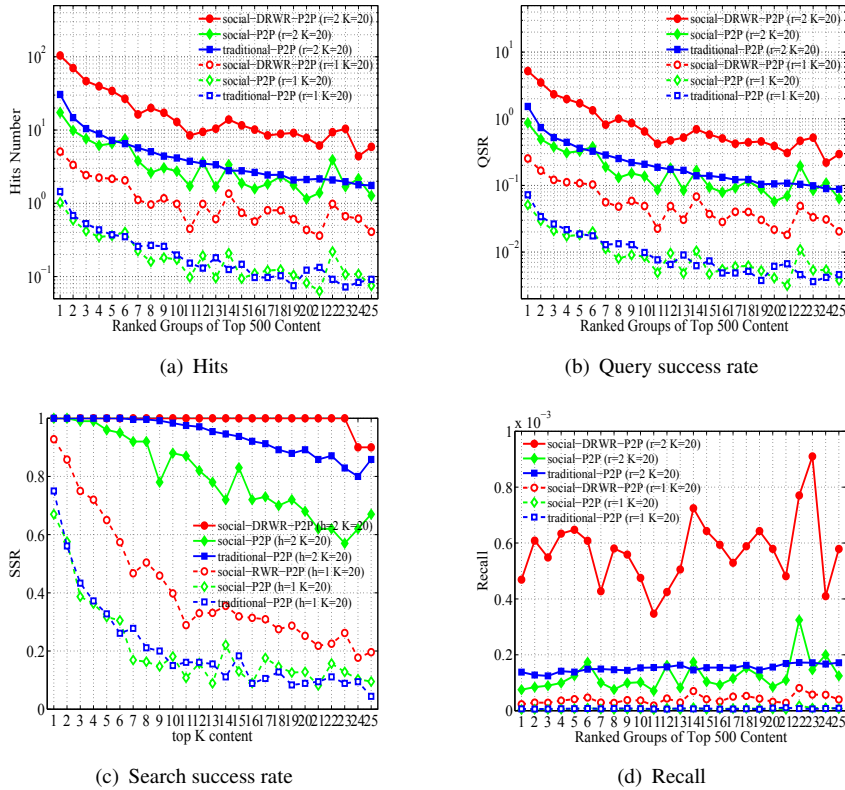 social−DRWR−P2P (r=2 K=20)
social−P2P (r=2 K=20)
traditional−P2P (r=2 K=20)
social−DRWR−P2P (r=1 K=20)
social−P2P (r=1 K=20)
traditional−P2P (r=1 K=20)
10^2
10^1
10^0
10^−1
Hits Number
1 2 3 4 5 6 7 8 9 10 11 12 13 14 15 16 17 18 19 20 21 22 23 24 25
Ranked Groups of Top 500 Content
(a) Hits
social−DRWR−P2P (r=2 K=20)
social−P2P (r=2 K=20)
traditional−P2P (r=2 K=20)
social−DRWR−P2P (r=1 K=20)
social−P2P (r=1 K=20)
traditional−P2P (r=1 K=20)
10^1
10^0
10^−1
10^−2
QSR
1 2 3 4 5 6 7 8 9 10 11 12 13 14 15 16 17 18 19 20 21 22 23 24 25
Ranked Groups of Top 500 Content
(b) Query success rate
1
0.8
0.6
0.4
0.2
0
SSR
social−DRWR−P2P (h=2 K=20)
social−P2P (h=2 K=20)
traditional−P2P (h=2 K=20)
social−RWR−P2P (h=1 K=20)
social−P2P (h=1 K=20)
traditional−P2P (h=1 K=20)
1 2 3 4 5 6 7 8 9 10 11 12 13 14 15 16 17 18 19 20 21 22 23 24 25
top K content
(c) Search success rate
x 10^−3
1
0.8
0.6
0.4
0.2
0
Recall
social−DRWR−P2P (r=2 K=20)
social−P2P (r=2 K=20)
traditional−P2P (r=2 K=20)
social−DRWR−P2P (r=1 K=20)
social−P2P (r=1 K=20)
traditional−P2P (r=1 K=20)
1 2 3 4 5 6 7 8 9 10 11 12 13 14 15 16 17 18 19 20 21 22 23 24 25
Ranked Groups of Top 500 Content
(d) Recall